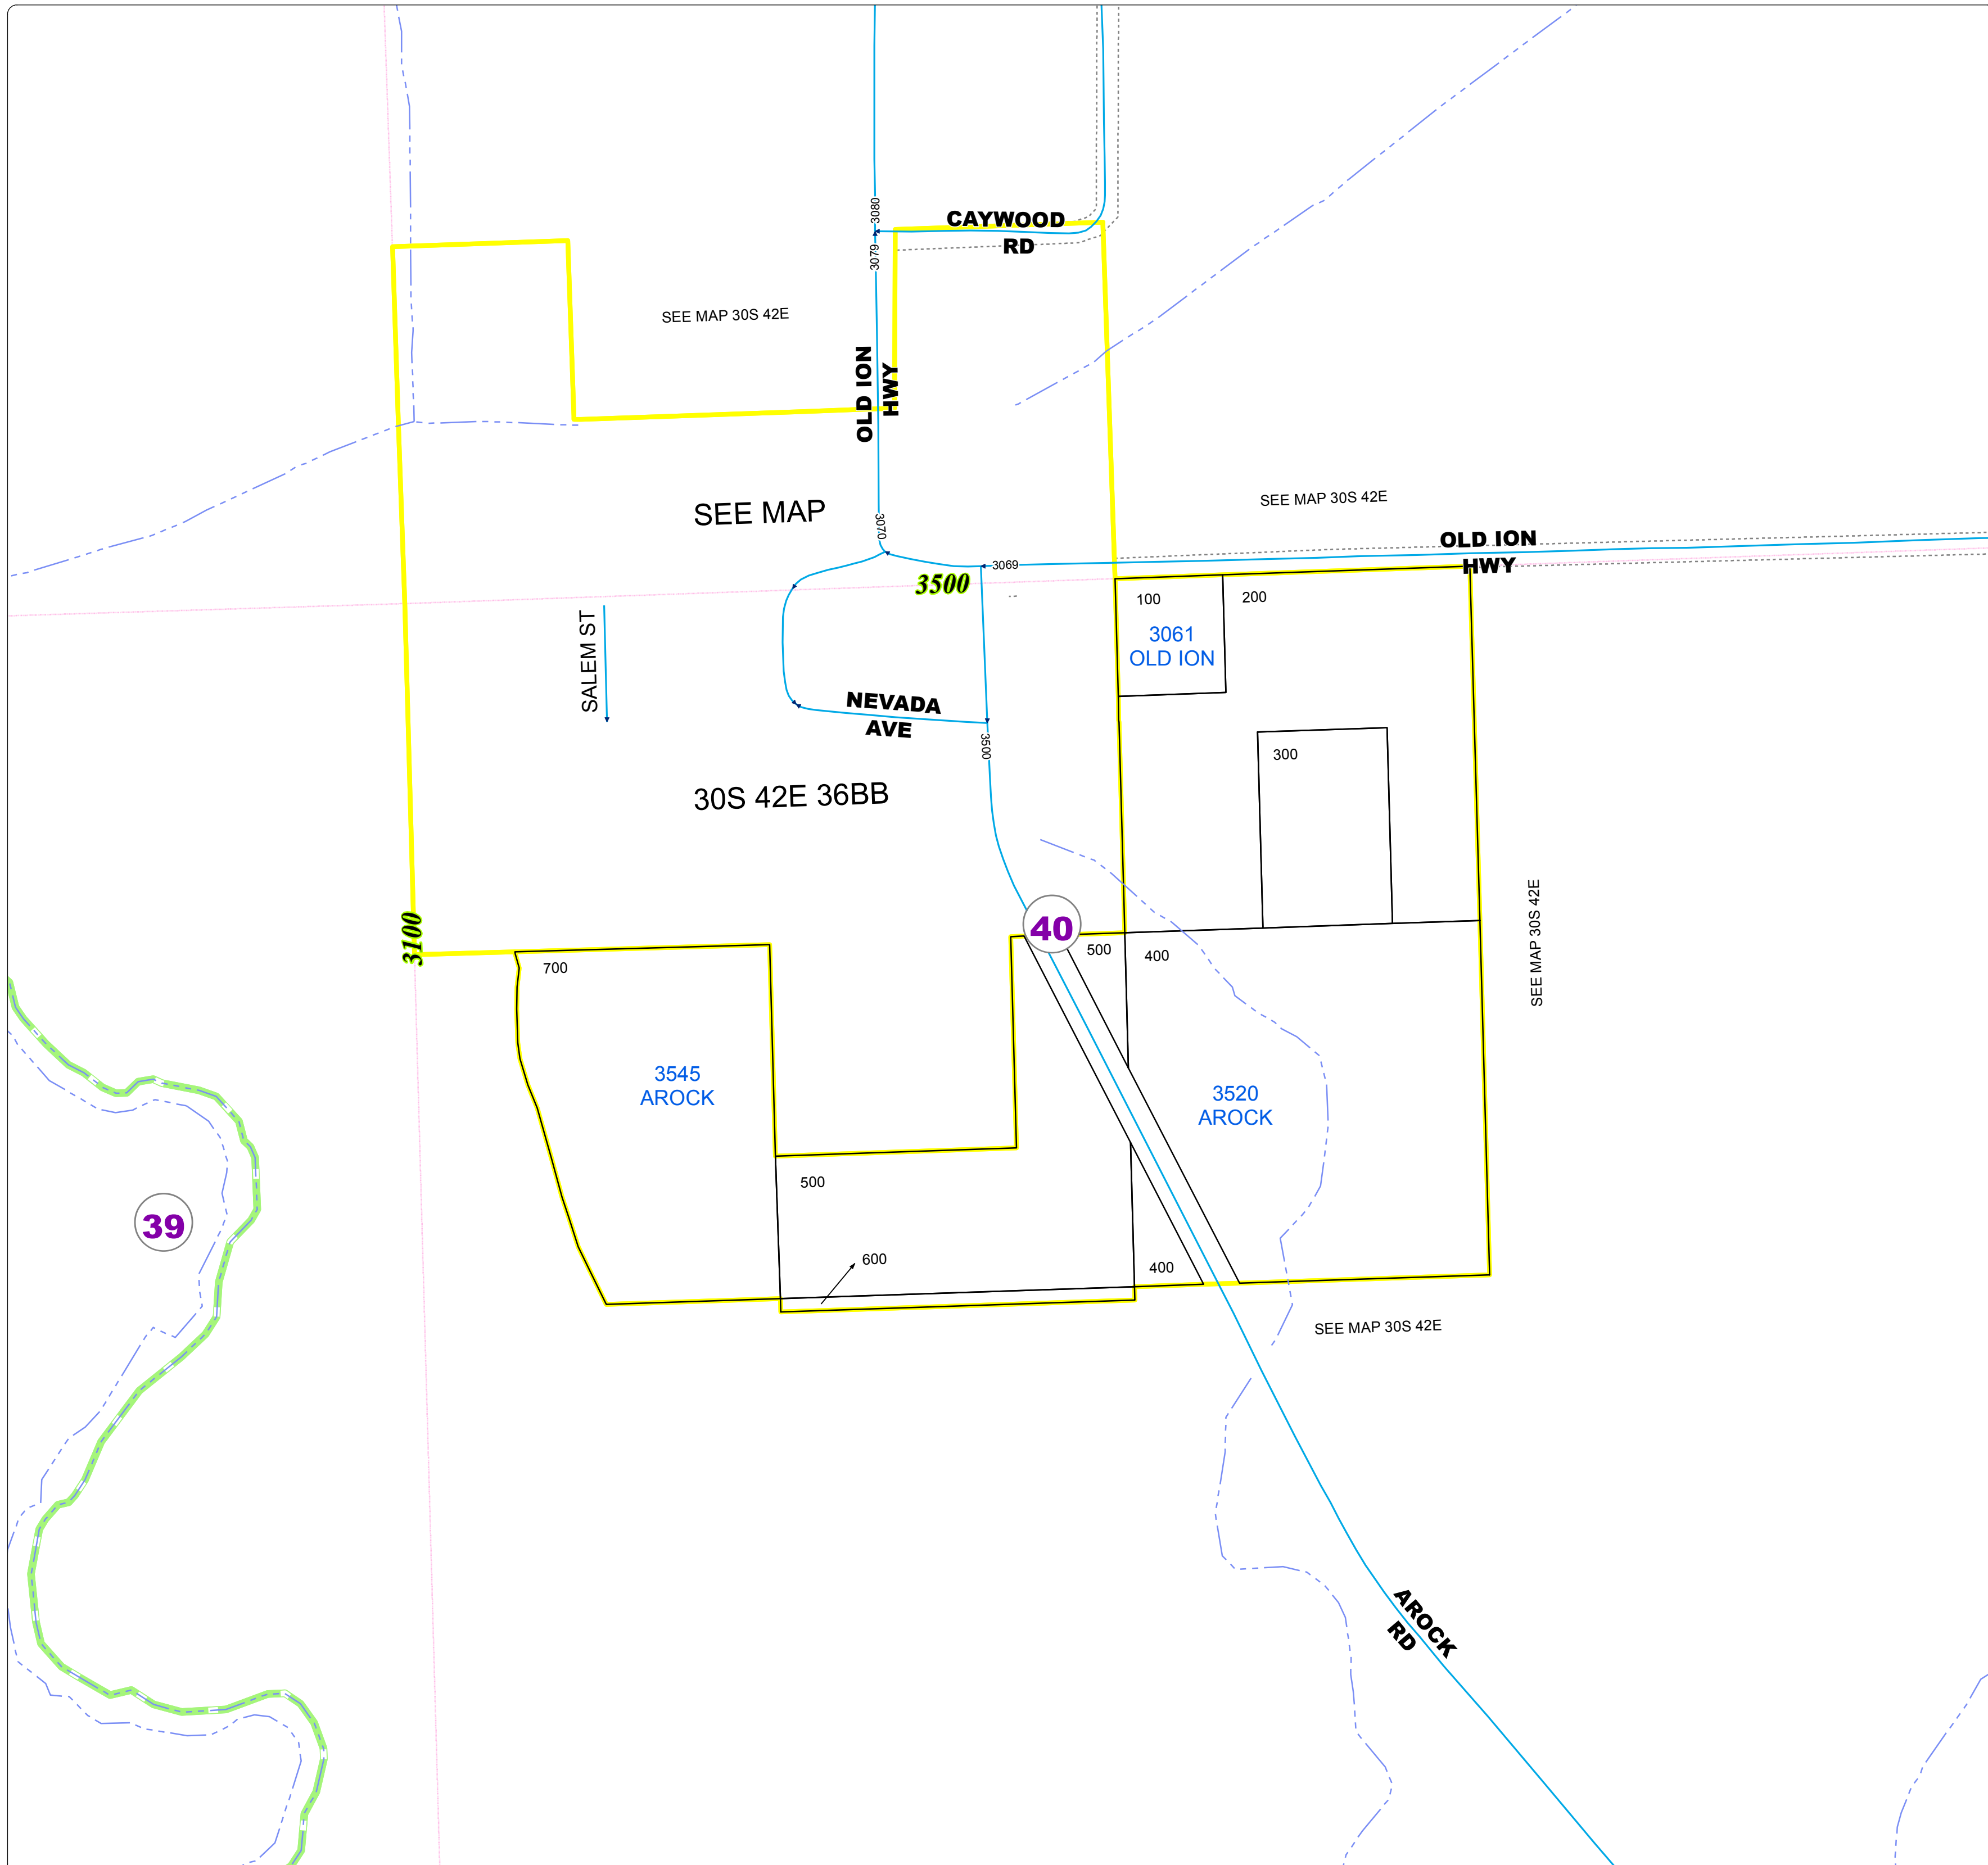 3080
CAYWOOD
RD
3079
SEE MAP 30S 42E
OLD ION
HWY
SEE MAP
SEE MAP 30S 42E
3070
OLD ION
HWY
3069
3500
100
200
3061
OLD ION
SALEM ST
NEVADA
AVE
3500
300
30S 42E 36BB
SEE MAP 30S 42E
3100
40
500
400
700
3545
AROCK
3520
AROCK
500
39
600
400
SEE MAP 30S 42E
AROCK
RD